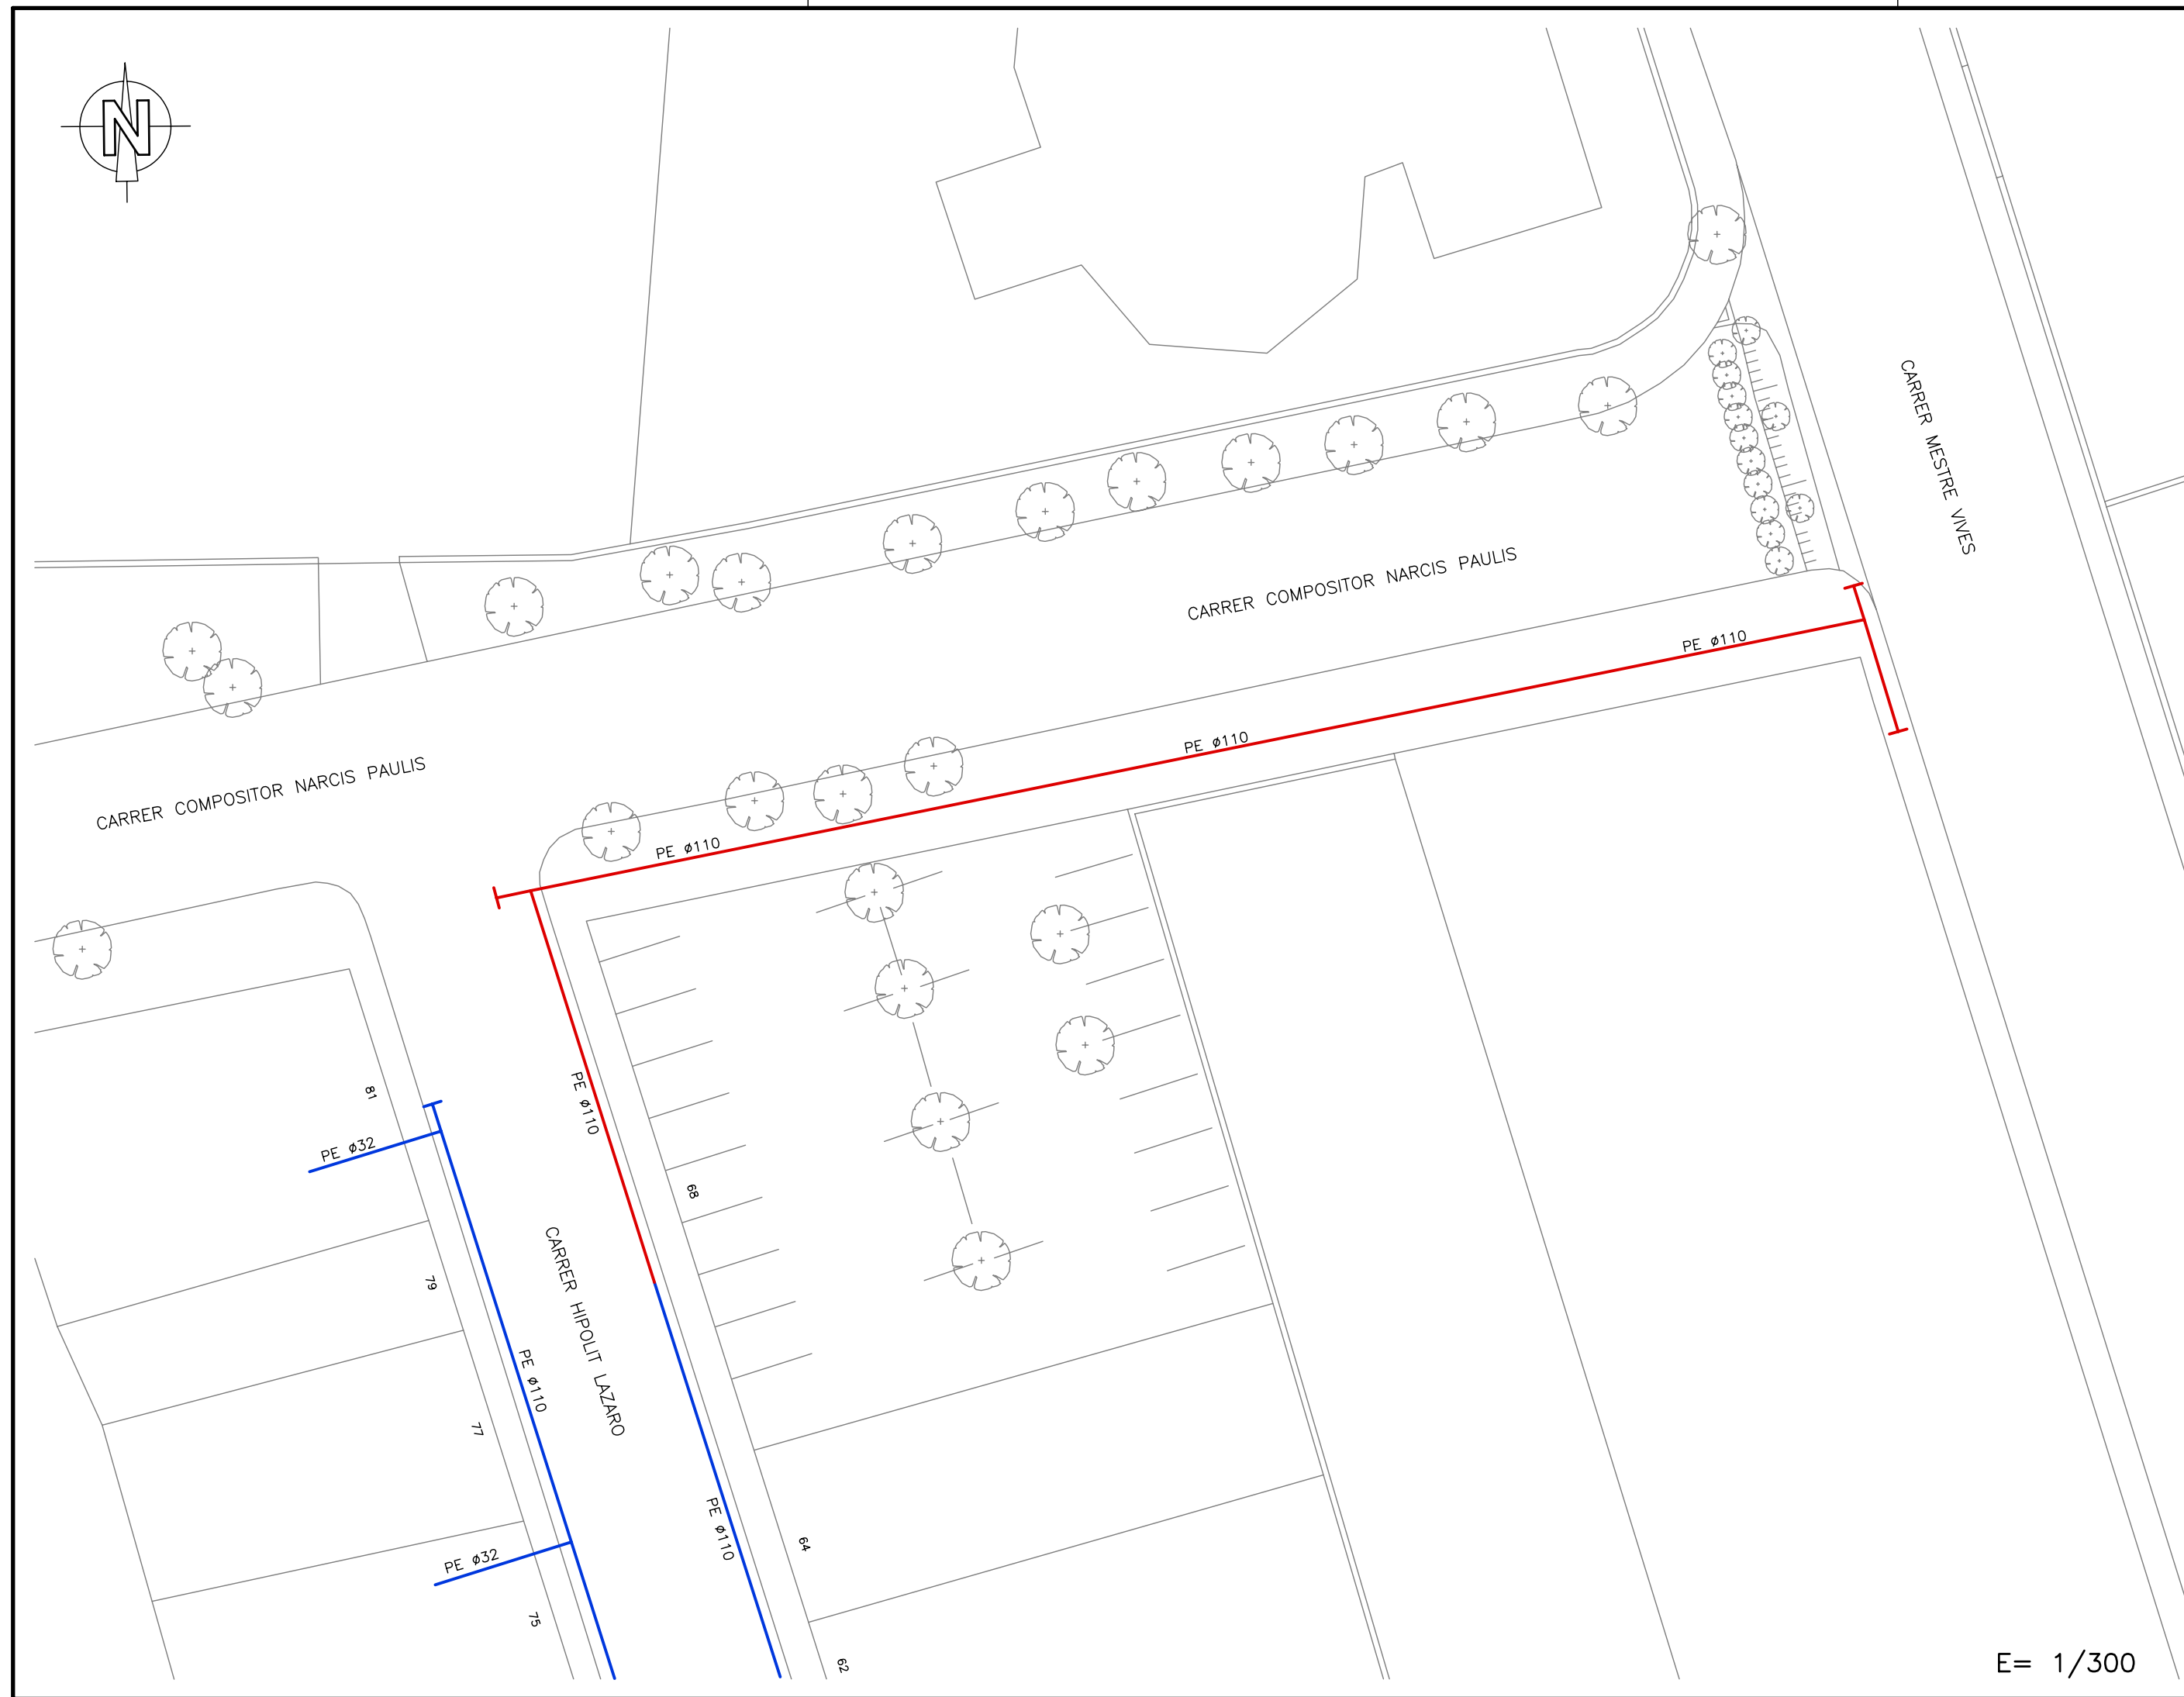 N
CARRER MESTRE VIVES
CARRER COMPOSITOR NARCIS PAULIS
PE ø110
PE ø110
CARRER COMPOSITOR NARCIS PAULIS
PE ø110
81
PE ø110
PE ø32
68
CARRER HIPOLIT LAZARO
79
PE ø110
77
PE ø110
64
PE ø32
75
62
E= 1/300